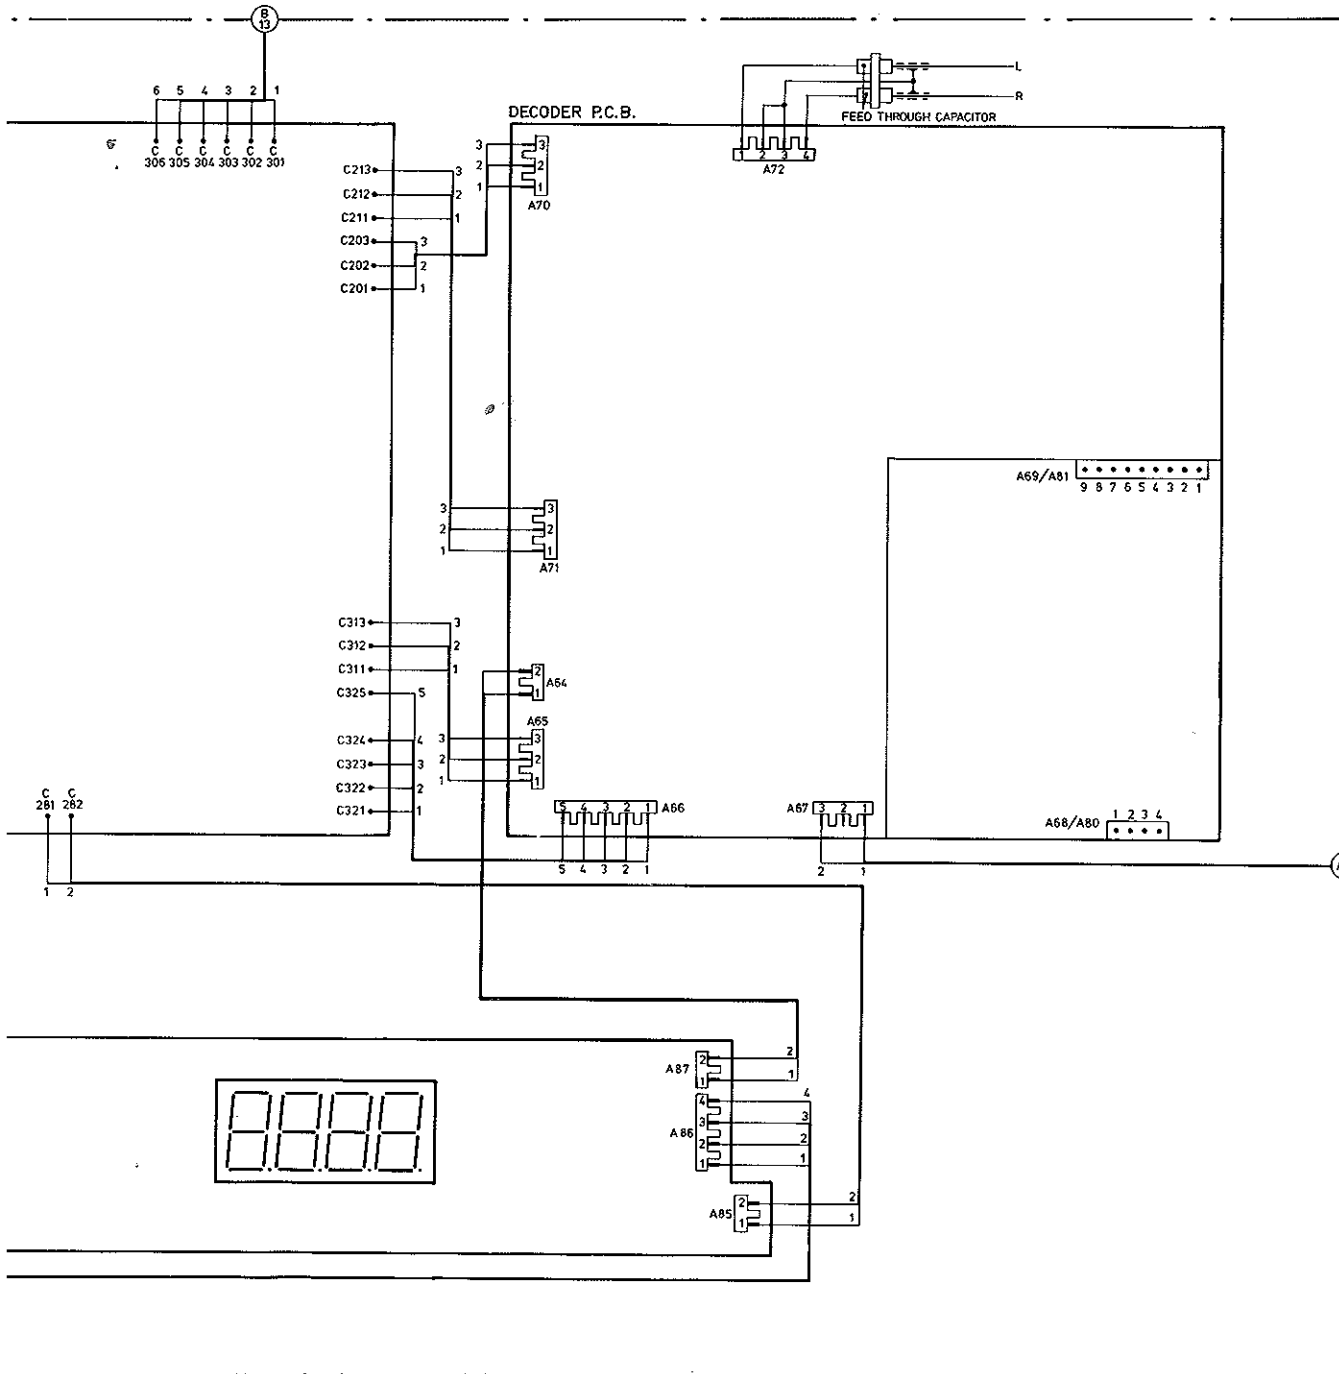 B
13
6 5 4 3 2 1
C C C C C C
306 305 304 303 302 301
DECODER P.C.B.
L
R
FEED THROUGH CAPACITOR
1 2 3 4
A72
3 3
2 2
1 1
A70
C213 3
C212 2
C211 1
C203 3
C202 2
C201 1
A69/A81
9 8 7 6 5 4 3 2 1
3 3
2 2
1 1
A71
C313 3
C312 2
C311 1
C325 5
C324 4
C323 3
C322 2
C321 1
2
1
A64
A65
3 3
2 2
1 1
C C
281 282
1 2
5 4 3 2 1 A66
5 4 3 2 1
A67 3 2 1
2 1
A68/A80 1 2 3 4
A87
2 2
1 1
A86
4 4
3 3
2 2
1 1
A85
2 2
1 1